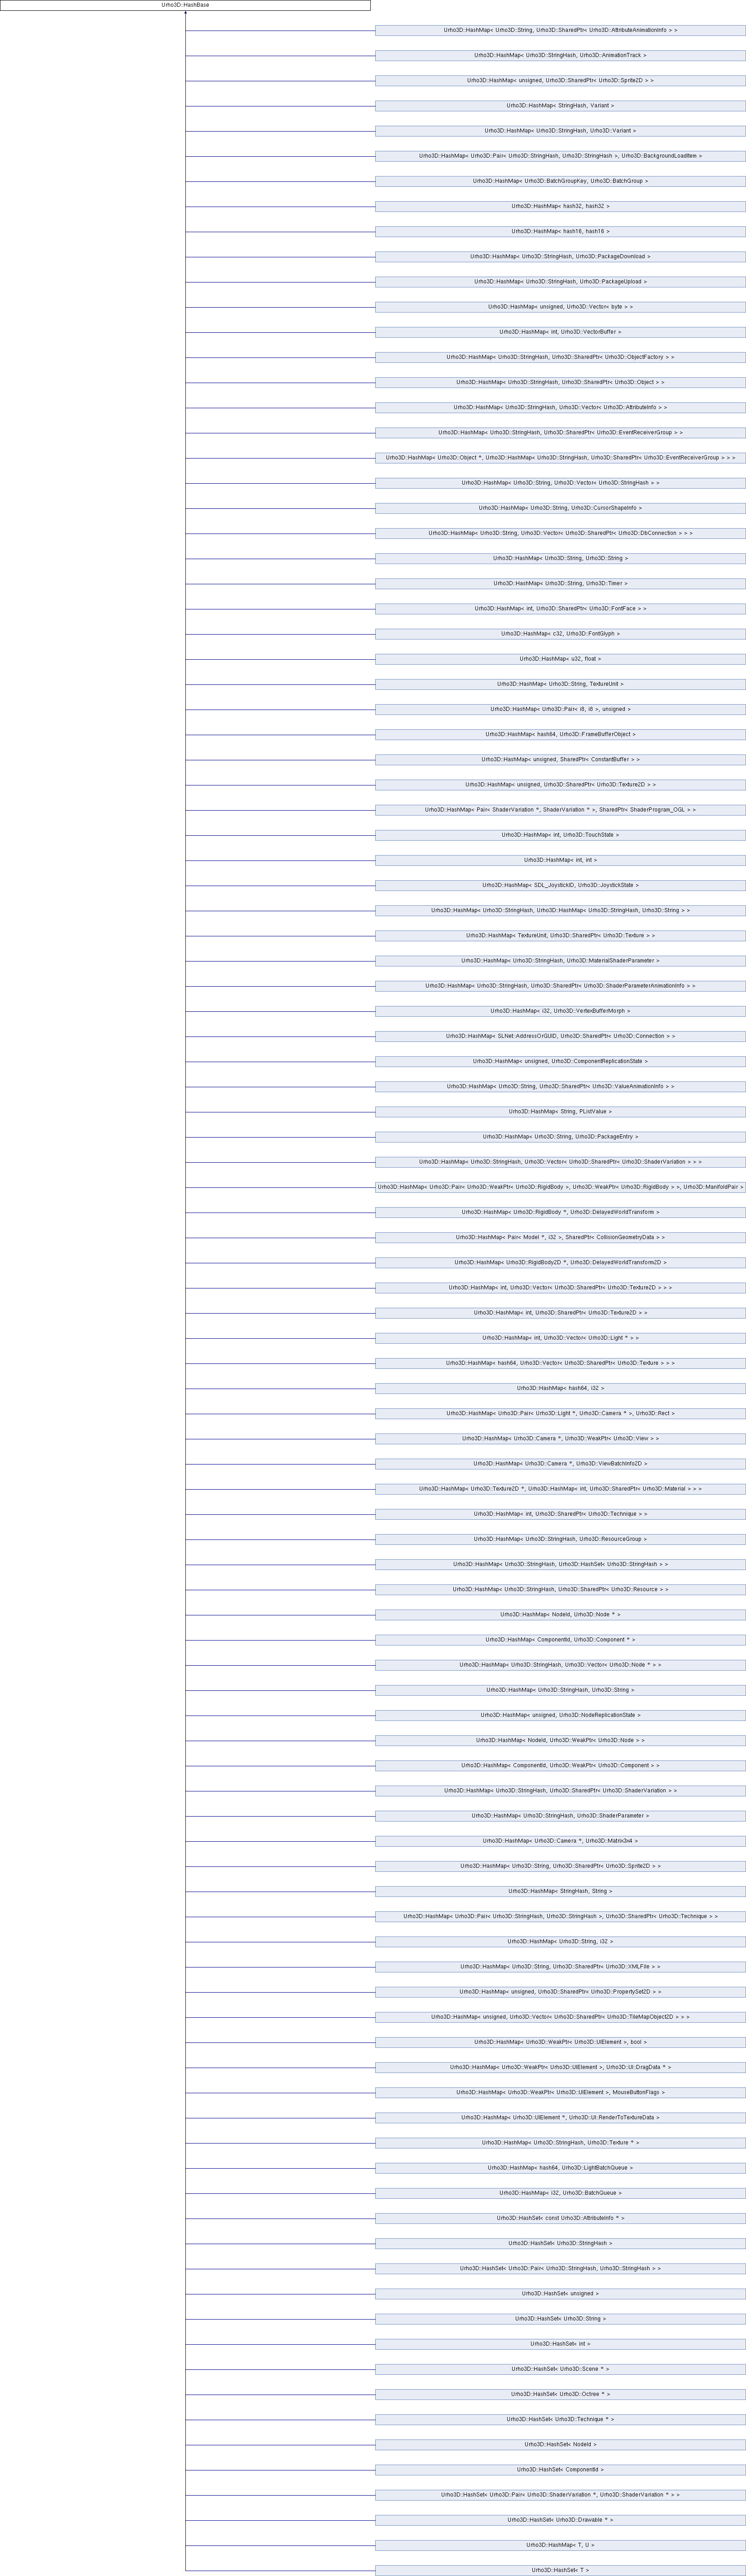 Urho3D::HashBase
Urho3D::HashMap< Urho3D::String, Urho3D::SharedPtr< Urho3D::AttributeAnimationInfo > >
Urho3D::HashMap< Urho3D::StringHash, Urho3D::AnimationTrack >
Urho3D::HashMap< unsigned, Urho3D::SharedPtr< Urho3D::Sprite2D > >
Urho3D::HashMap< StringHash, Variant >
Urho3D::HashMap< Urho3D::StringHash, Urho3D::Variant >
Urho3D::HashMap< Urho3D::Pair< Urho3D::StringHash, Urho3D::StringHash >, Urho3D::BackgroundLoadItem >
Urho3D::HashMap< Urho3D::BatchGroupKey, Urho3D::BatchGroup >
Urho3D::HashMap< hash32, hash32 >
Urho3D::HashMap< hash16, hash16 >
Urho3D::HashMap< Urho3D::StringHash, Urho3D::PackageDownload >
Urho3D::HashMap< Urho3D::StringHash, Urho3D::PackageUpload >
Urho3D::HashMap< unsigned, Urho3D::Vector< byte > >
Urho3D::HashMap< int, Urho3D::VectorBuffer >
Urho3D::HashMap< Urho3D::StringHash, Urho3D::SharedPtr< Urho3D::ObjectFactory > >
Urho3D::HashMap< Urho3D::StringHash, Urho3D::SharedPtr< Urho3D::Object > >
Urho3D::HashMap< Urho3D::StringHash, Urho3D::Vector< Urho3D::AttributeInfo > >
Urho3D::HashMap< Urho3D::StringHash, Urho3D::SharedPtr< Urho3D::EventReceiverGroup > >
Urho3D::HashMap< Urho3D::Object *, Urho3D::HashMap< Urho3D::StringHash, Urho3D::SharedPtr< Urho3D::EventReceiverGroup > > >
Urho3D::HashMap< Urho3D::String, Urho3D::Vector< Urho3D::StringHash > >
Urho3D::HashMap< Urho3D::String, Urho3D::CursorShapeInfo >
Urho3D::HashMap< Urho3D::String, Urho3D::Vector< Urho3D::SharedPtr< Urho3D::DbConnection > > >
Urho3D::HashMap< Urho3D::String, Urho3D::String >
Urho3D::HashMap< Urho3D::String, Urho3D::Timer >
Urho3D::HashMap< int, Urho3D::SharedPtr< Urho3D::FontFace > >
Urho3D::HashMap< c32, Urho3D::FontGlyph >
Urho3D::HashMap< u32, float >
Urho3D::HashMap< Urho3D::String, TextureUnit >
Urho3D::HashMap< Urho3D::Pair< i8, i8 >, unsigned >
Urho3D::HashMap< hash64, Urho3D::FrameBufferObject >
Urho3D::HashMap< unsigned, SharedPtr< ConstantBuffer > >
Urho3D::HashMap< unsigned, Urho3D::SharedPtr< Urho3D::Texture2D > >
Urho3D::HashMap< Pair< ShaderVariation *, ShaderVariation * >, SharedPtr< ShaderProgram_OGL > >
Urho3D::HashMap< int, Urho3D::TouchState >
Urho3D::HashMap< int, int >
Urho3D::HashMap< SDL_JoystickID, Urho3D::JoystickState >
Urho3D::HashMap< Urho3D::StringHash, Urho3D::HashMap< Urho3D::StringHash, Urho3D::String > >
Urho3D::HashMap< TextureUnit, Urho3D::SharedPtr< Urho3D::Texture > >
Urho3D::HashMap< Urho3D::StringHash, Urho3D::MaterialShaderParameter >
Urho3D::HashMap< Urho3D::StringHash, Urho3D::SharedPtr< Urho3D::ShaderParameterAnimationInfo > >
Urho3D::HashMap< i32, Urho3D::VertexBufferMorph >
Urho3D::HashMap< SLNet::AddressOrGUID, Urho3D::SharedPtr< Urho3D::Connection > >
Urho3D::HashMap< unsigned, Urho3D::ComponentReplicationState >
Urho3D::HashMap< Urho3D::String, Urho3D::SharedPtr< Urho3D::ValueAnimationInfo > >
Urho3D::HashMap< String, PListValue >
Urho3D::HashMap< Urho3D::String, Urho3D::PackageEntry >
Urho3D::HashMap< Urho3D::StringHash, Urho3D::Vector< Urho3D::SharedPtr< Urho3D::ShaderVariation > > >
Urho3D::HashMap< Urho3D::Pair< Urho3D::WeakPtr< Urho3D::RigidBody >, Urho3D::WeakPtr< Urho3D::RigidBody > >, Urho3D::ManifoldPair >
Urho3D::HashMap< Urho3D::RigidBody *, Urho3D::DelayedWorldTransform >
Urho3D::HashMap< Pair< Model *, i32 >, SharedPtr< CollisionGeometryData > >
Urho3D::HashMap< Urho3D::RigidBody2D *, Urho3D::DelayedWorldTransform2D >
Urho3D::HashMap< int, Urho3D::Vector< Urho3D::SharedPtr< Urho3D::Texture2D > > >
Urho3D::HashMap< int, Urho3D::SharedPtr< Urho3D::Texture2D > >
Urho3D::HashMap< int, Urho3D::Vector< Urho3D::Light * > >
Urho3D::HashMap< hash64, Urho3D::Vector< Urho3D::SharedPtr< Urho3D::Texture > > >
Urho3D::HashMap< hash64, i32 >
Urho3D::HashMap< Urho3D::Pair< Urho3D::Light *, Urho3D::Camera * >, Urho3D::Rect >
Urho3D::HashMap< Urho3D::Camera *, Urho3D::WeakPtr< Urho3D::View > >
Urho3D::HashMap< Urho3D::Camera *, Urho3D::ViewBatchInfo2D >
Urho3D::HashMap< Urho3D::Texture2D *, Urho3D::HashMap< int, Urho3D::SharedPtr< Urho3D::Material > > >
Urho3D::HashMap< int, Urho3D::SharedPtr< Urho3D::Technique > >
Urho3D::HashMap< Urho3D::StringHash, Urho3D::ResourceGroup >
Urho3D::HashMap< Urho3D::StringHash, Urho3D::HashSet< Urho3D::StringHash > >
Urho3D::HashMap< Urho3D::StringHash, Urho3D::SharedPtr< Urho3D::Resource > >
Urho3D::HashMap< NodeId, Urho3D::Node * >
Urho3D::HashMap< ComponentId, Urho3D::Component * >
Urho3D::HashMap< Urho3D::StringHash, Urho3D::Vector< Urho3D::Node * > >
Urho3D::HashMap< Urho3D::StringHash, Urho3D::String >
Urho3D::HashMap< unsigned, Urho3D::NodeReplicationState >
Urho3D::HashMap< NodeId, Urho3D::WeakPtr< Urho3D::Node > >
Urho3D::HashMap< ComponentId, Urho3D::WeakPtr< Urho3D::Component > >
Urho3D::HashMap< Urho3D::StringHash, Urho3D::SharedPtr< Urho3D::ShaderVariation > >
Urho3D::HashMap< Urho3D::StringHash, Urho3D::ShaderParameter >
Urho3D::HashMap< Urho3D::Camera *, Urho3D::Matrix3x4 >
Urho3D::HashMap< Urho3D::String, Urho3D::SharedPtr< Urho3D::Sprite2D > >
Urho3D::HashMap< StringHash, String >
Urho3D::HashMap< Urho3D::Pair< Urho3D::StringHash, Urho3D::StringHash >, Urho3D::SharedPtr< Urho3D::Technique > >
Urho3D::HashMap< Urho3D::String, i32 >
Urho3D::HashMap< Urho3D::String, Urho3D::SharedPtr< Urho3D::XMLFile > >
Urho3D::HashMap< unsigned, Urho3D::SharedPtr< Urho3D::PropertySet2D > >
Urho3D::HashMap< unsigned, Urho3D::Vector< Urho3D::SharedPtr< Urho3D::TileMapObject2D > > >
Urho3D::HashMap< Urho3D::WeakPtr< Urho3D::UIElement >, bool >
Urho3D::HashMap< Urho3D::WeakPtr< Urho3D::UIElement >, Urho3D::UI::DragData * >
Urho3D::HashMap< Urho3D::WeakPtr< Urho3D::UIElement >, MouseButtonFlags >
Urho3D::HashMap< Urho3D::UIElement *, Urho3D::UI::RenderToTextureData >
Urho3D::HashMap< Urho3D::StringHash, Urho3D::Texture * >
Urho3D::HashMap< hash64, Urho3D::LightBatchQueue >
Urho3D::HashMap< i32, Urho3D::BatchQueue >
Urho3D::HashSet< const Urho3D::AttributeInfo * >
Urho3D::HashSet< Urho3D::StringHash >
Urho3D::HashSet< Urho3D::Pair< Urho3D::StringHash, Urho3D::StringHash > >
Urho3D::HashSet< unsigned >
Urho3D::HashSet< Urho3D::String >
Urho3D::HashSet< int >
Urho3D::HashSet< Urho3D::Scene * >
Urho3D::HashSet< Urho3D::Octree * >
Urho3D::HashSet< Urho3D::Technique * >
Urho3D::HashSet< NodeId >
Urho3D::HashSet< ComponentId >
Urho3D::HashSet< Urho3D::Pair< Urho3D::ShaderVariation *, Urho3D::ShaderVariation * > >
Urho3D::HashSet< Urho3D::Drawable * >
Urho3D::HashMap< T, U >
Urho3D::HashSet< T >